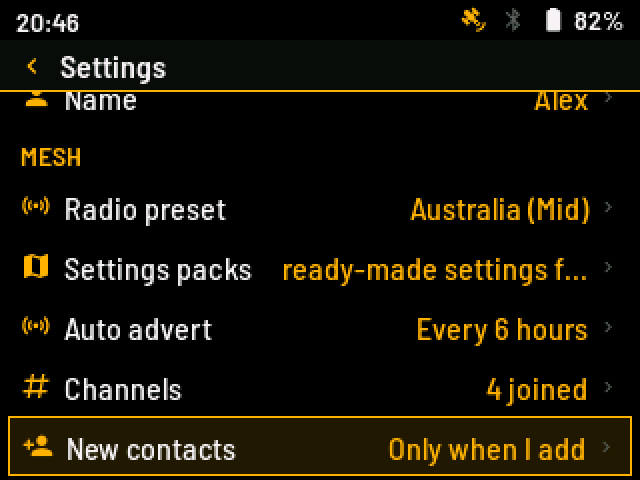 20:46
82%
Settings
Name Alex
MESH
Radio preset Australia (Mid)
Settings packs ready-made settings f...
Auto advert Every 6 hours
Channels 4 joined
New contacts Only when I add